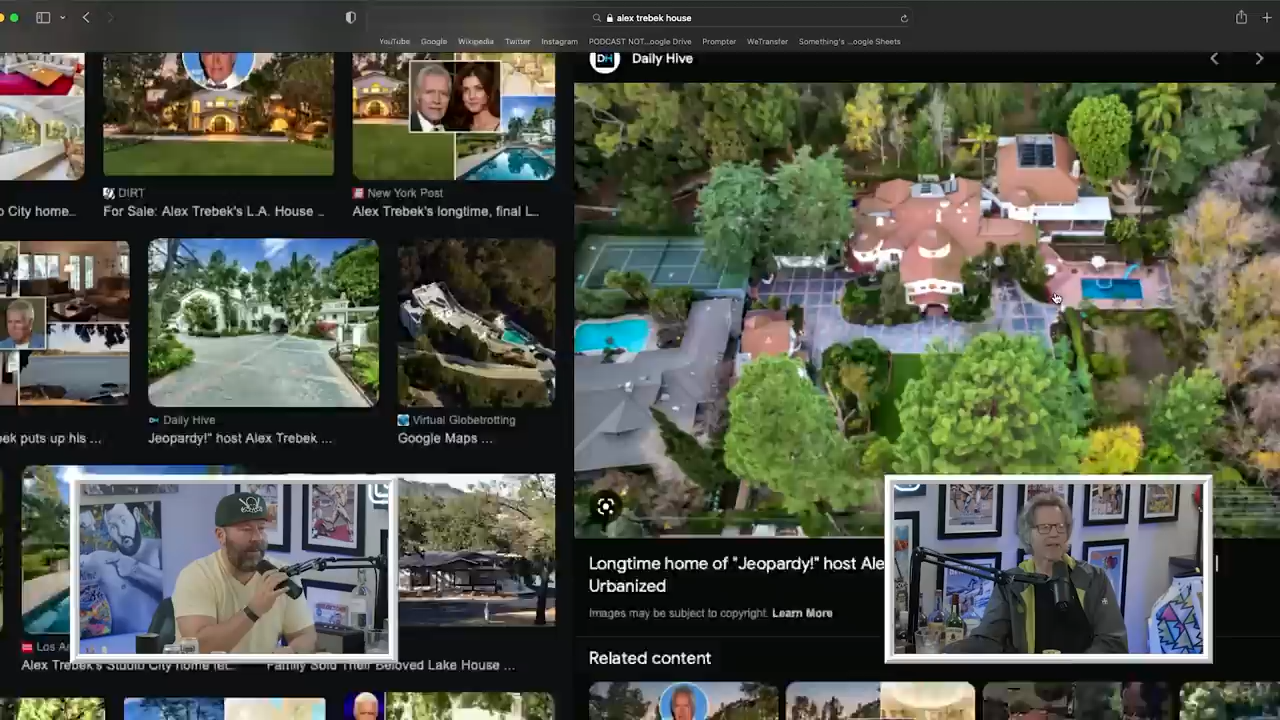 alex trebek house
YouTube Google Wikipedia Twitter Instagram PODCAST NOT...oogle Drive Prompter WeTransfer Something's ...oogle Sheets
DH Daily Hive
DIRT
New York Post
o City home...
For Sale: Alex Trebek's L.A. House ..
Alex Trebek's longtime, final L...
Daily Hive
Virtual Globetrotting
ek puts up his ...
Jeopardy!" host Alex Trebek ...
Google Maps ...
Longtime home of "Jeopardy!" host Ale
Urbanized
Images may be subject to copyright. Learn More
Los A
Alex Trebek's Studio City home
Family Sold Their Beloved Lake House ...
Related content